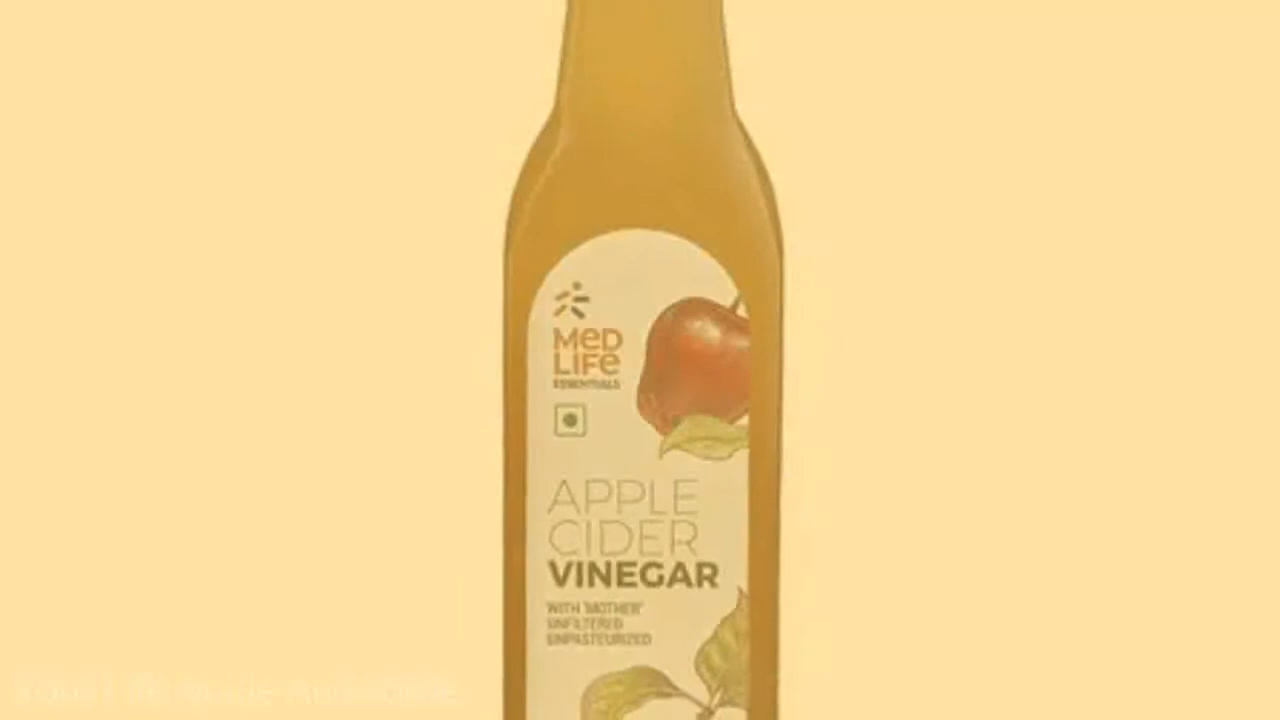 MeD
LIFe
ESSENTIALS
APPLE
CIDER
VINEGAR
WITH 'MOTHER'
UNFILTERED
UNPASTEURIZED